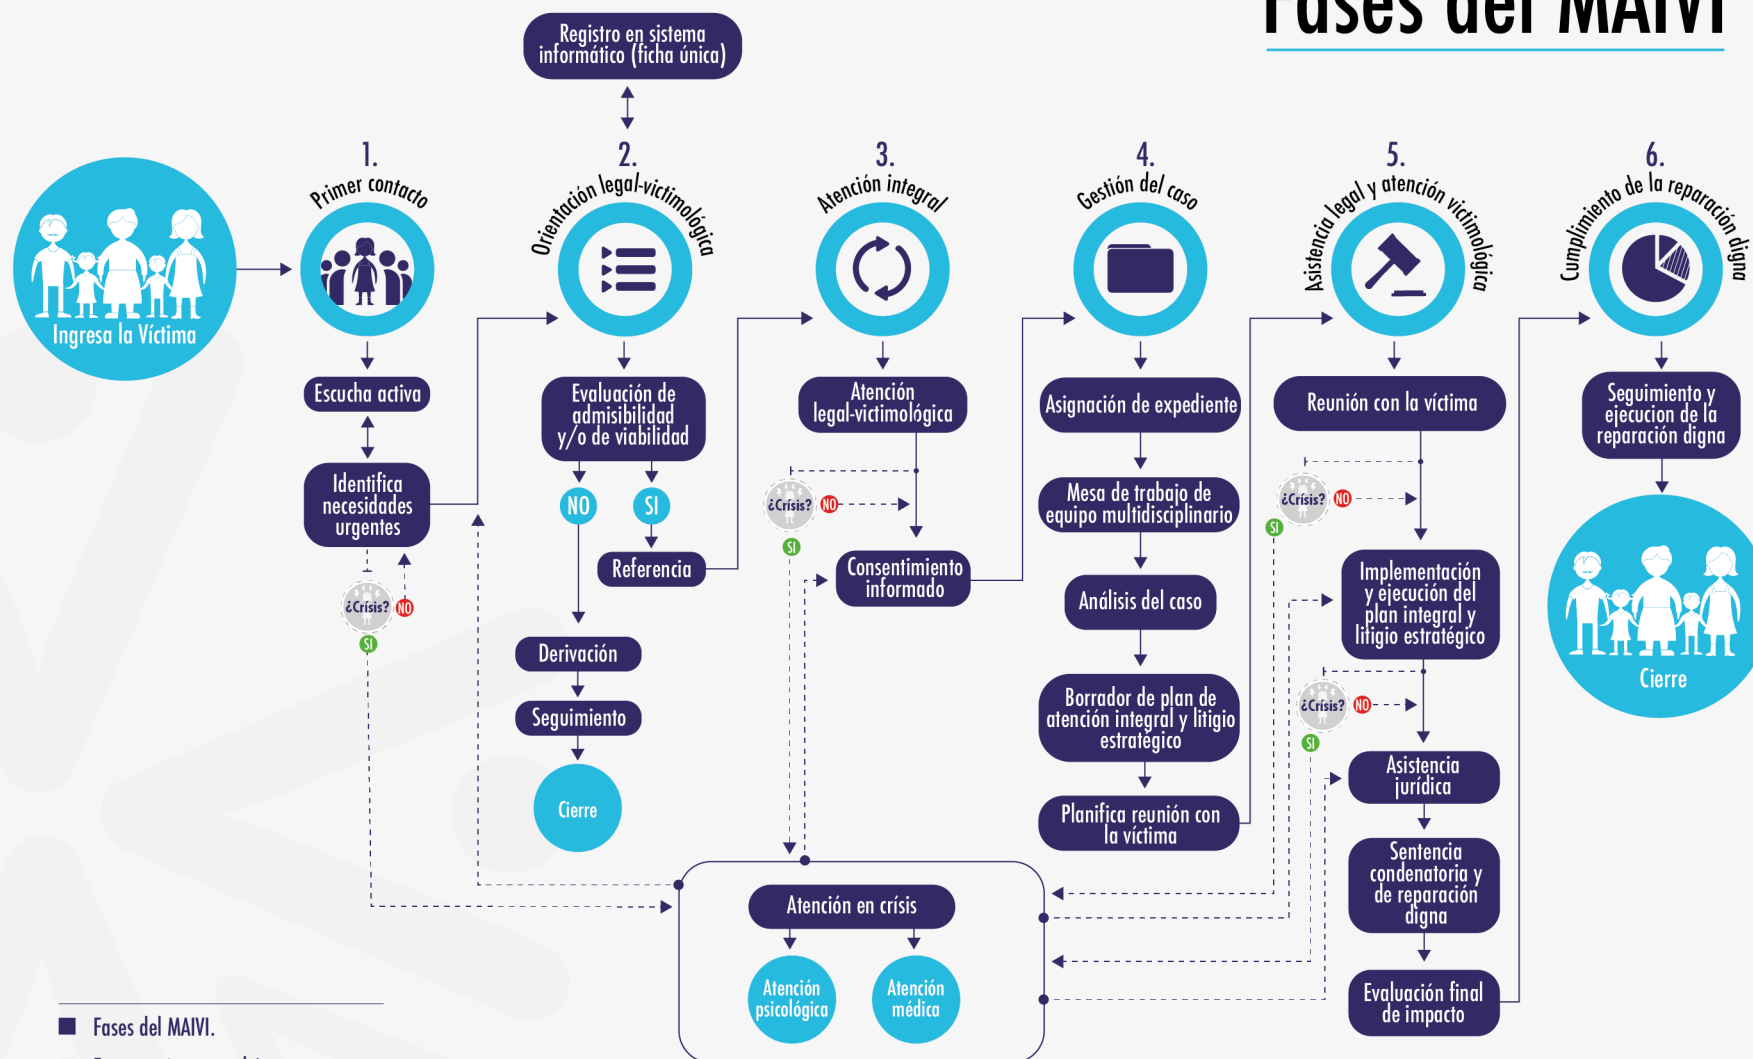 Fases del MAIVI
Registro en sistema
informático (ficha única)
Ingresa la Víctima
1.
Primer contacto
Escucha activa
Identifica
necesidades
urgentes
¿Crísis?
NO
SI
2.
Orientación legal-victimológica
Evaluación de
admisibilidad
y/o de viabilidad
NO
SI
Referencia
Derivación
Seguimiento
Cierre
3.
Atención integral
Atención
legal-victimológica
¿Crísis?
NO
SI
Consentimiento
informado
4.
Gestión del caso
Asignación de expediente
Mesa de trabajo de
equipo multidisciplinario
Análisis del caso
Borrador de plan de
atención integral y litigio
estratégico
Planifica reunión con
la víctima
5.
Asistencia legal y atención victimológica
Reunión con la víctima
¿Crísis?
NO
SI
Implementación
y ejecución del
plan integral y
litigio estratégico
¿Crísis?
NO
SI
Asistencia
jurídica
Sentencia
condenatoria y
de reparación
digna
Evaluación final
de impacto
6.
Cumplimiento de la reparación digna
Seguimiento y
ejecucion de la
reparación digna
Cierre
Atención en crísis
Atención
psicológica
Atención
médica
Fases del MAIVI.